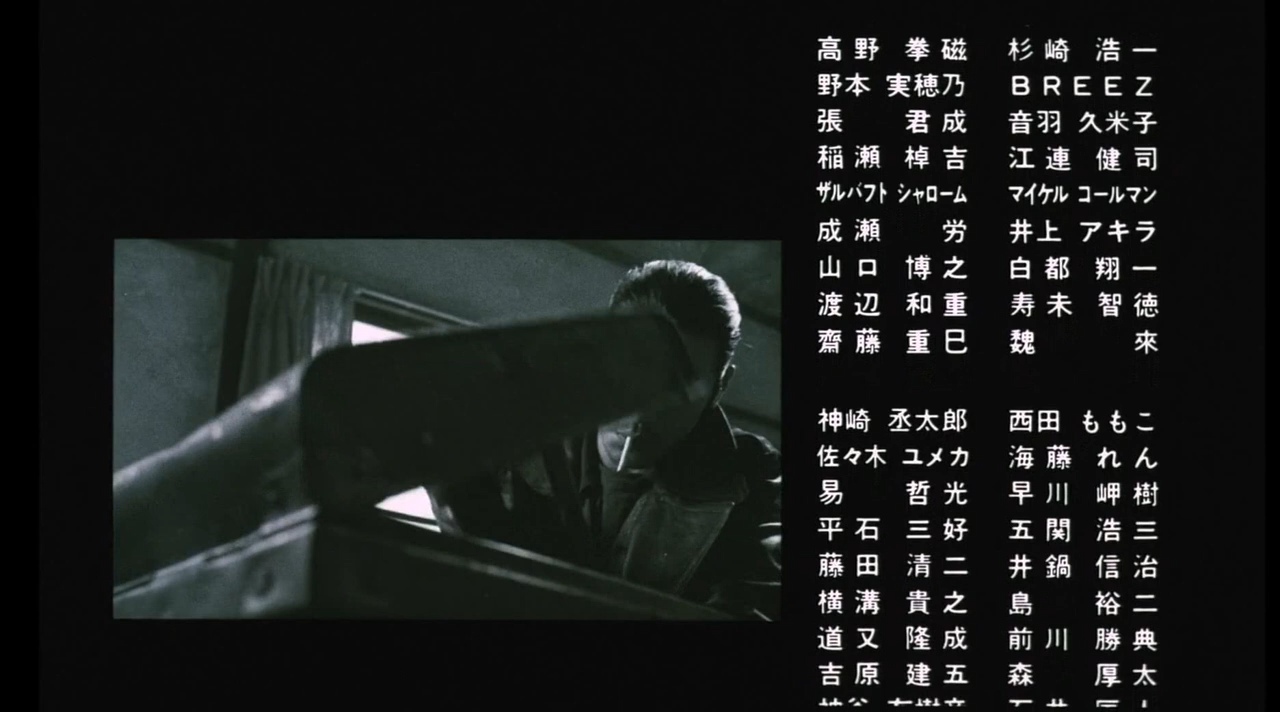 高野 拳磁 杉崎 浩一
野本 実穂乃 BREEZ
張 君成 音羽 久米子
稲瀬 棹吉 江連 健司
ザルバフト シャローム マイケル コールマン
成瀬 労 井上 アキラ
山口 博之 白都 翔一
渡辺 和重 寿未 智徳
齋藤 重巳 魏 來
神崎 丞太郎 西田 ももこ
佐々木 ユメカ 海藤 れん
易 哲光 早川 岬樹
平石 三好 五関 浩三
藤田 清二 井鍋 信治
横溝 貴之 島 裕二
道又 隆成 前川 勝典
吉原 建五 森 厚太